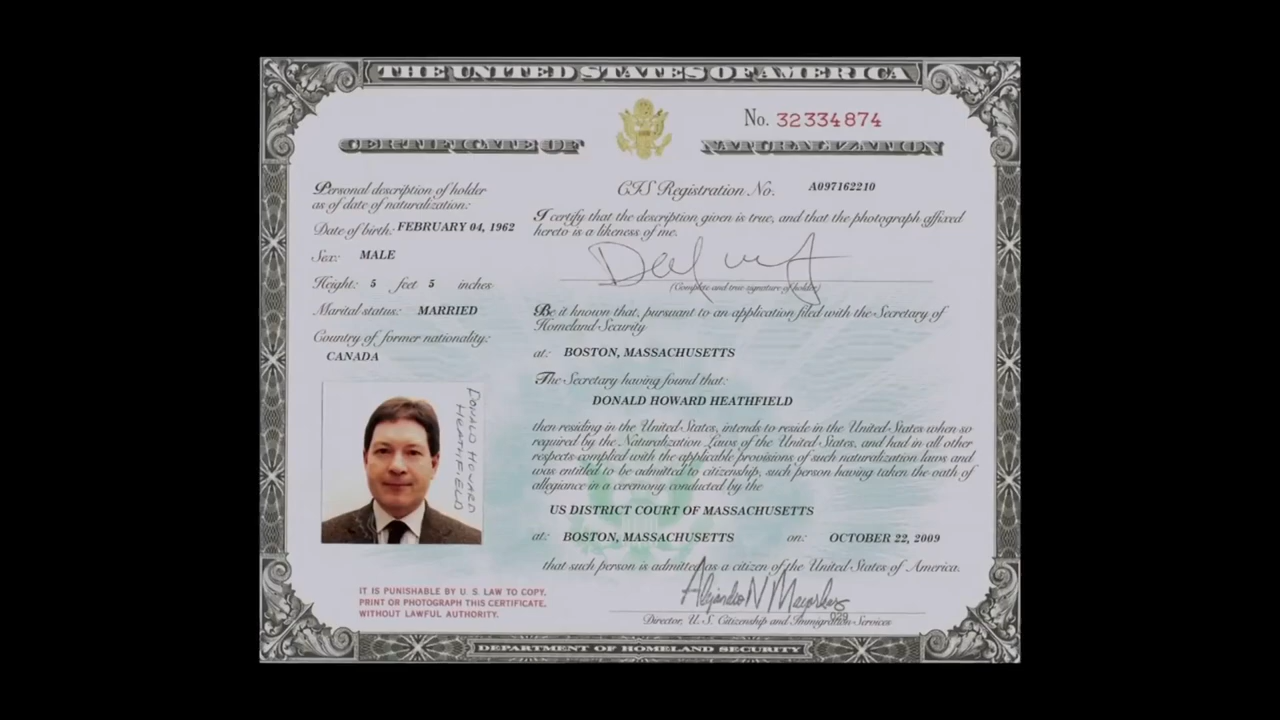 THE UNITED STATES OF AMERICA
No. 32334874
CERTIFICATE OF NATURALIZATION
Personal description of holder
as of date of naturalization:
Date of birth: FEBRUARY 04, 1962
Sex: MALE
Height: 5 feet 5 inches
Marital status: MARRIED
Country of former nationality:
CANADA
DONALD HOWARD
HEATHFIELD
IT IS PUNISHABLE BY U. S. LAW TO COPY,
PRINT OR PHOTOGRAPH THIS CERTIFICATE,
WITHOUT LAWFUL AUTHORITY.
CIS Registration No. A097162210
I certify that the description given is true, and that the photograph affixed
hereto is a likeness of me.
(Complete and true signature of holder)
Be it known that, pursuant to an application filed with the Secretary of
Homeland Security
at: BOSTON, MASSACHUSETTS
The Secretary having found that:
DONALD HOWARD HEATHFIELD
then residing in the United States, intends to reside in the United States when so
required by the Naturalization Laws of the United States, and had in all other
respects complied with the applicable provisions of such naturalization laws and
was entitled to be admitted to citizenship, such person having taken the oath of
allegiance in a ceremony conducted by the
US DISTRICT COURT OF MASSACHUSETTS
at: BOSTON, MASSACHUSETTS on: OCTOBER 22, 2009
that such person is admitted as a citizen of the United States of America.
Alejandro N Mayorkas
029
Director, U. S. Citizenship and Immigration Services
DEPARTMENT OF HOMELAND SECURITY